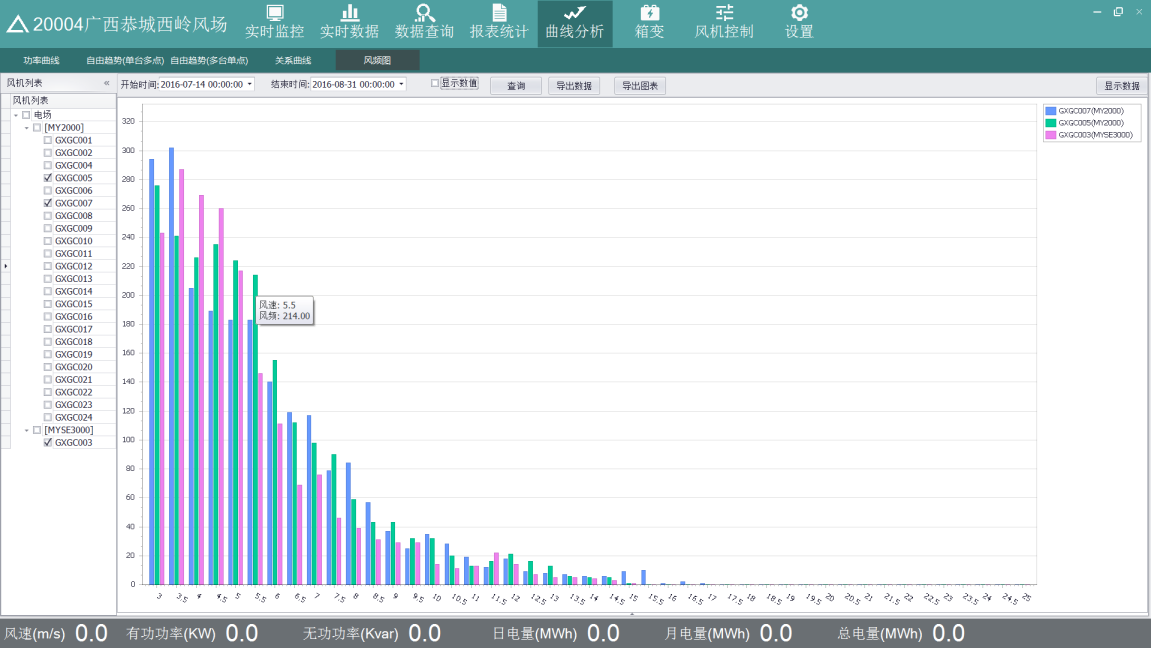 20004广西恭城西岭风场
实时监控 实时数据 数据查询 报表统计 曲线分析 箱变 风机控制 设置
功率曲线 自由趋势(单台多点) 自由趋势(多台单点) 关系曲线 风频图
风机列表 «
开始时间: 2016-07-14 00:00:00 结束时间: 2016-08-31 00:00:00 显示数值 查询 导出数据 导出图表 显示数据
风机列表
电场
[MY2000]
GXGC001
GXGC002
GXGC004
GXGC005
GXGC006
GXGC007
GXGC008
GXGC009
GXGC010
GXGC011
GXGC012
GXGC013
GXGC014
GXGC015
GXGC016
GXGC017
GXGC018
GXGC019
GXGC020
GXGC021
GXGC022
GXGC023
GXGC024
[MYSE3000]
GXGC003
320
300
280
260
240
220
200
180
160
140
120
100
80
60
40
20
0
风速: 5.5
风频: 214.00
GXGC007(MY2000)
GXGC005(MY2000)
GXGC003(MYSE3000)
3 3.5 4 4.5 5 5.5 6 6.5 7 7.5 8 8.5 9 9.5 10 10.5 11 11.5 12 12.5 13 13.5 14 14.5 15 15.5 16 16.5 17 17.5 18 18.5 19 19.5 20 20.5 21 21.5 22 22.5 23 23.5 24 24.5 25
风速(m/s) 0.0 有功功率(KW) 0.0 无功功率(Kvar) 0.0 日电量(MWh) 0.0 月电量(MWh) 0.0 总电量(MWh) 0.0